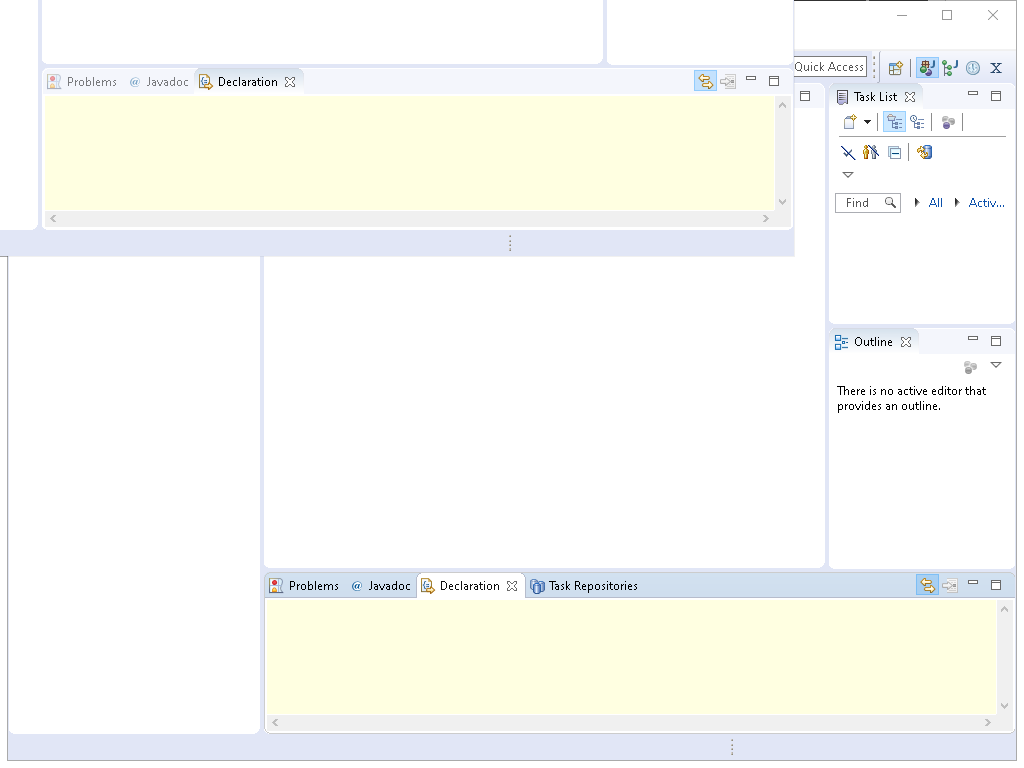 Problems
@ Javadoc
Declaration
Quick Access
X
Task List
Find
All
Activ...
Outline
There is no active editor that
provides an outline.
Problems
@ Javadoc
Declaration
Task Repositories